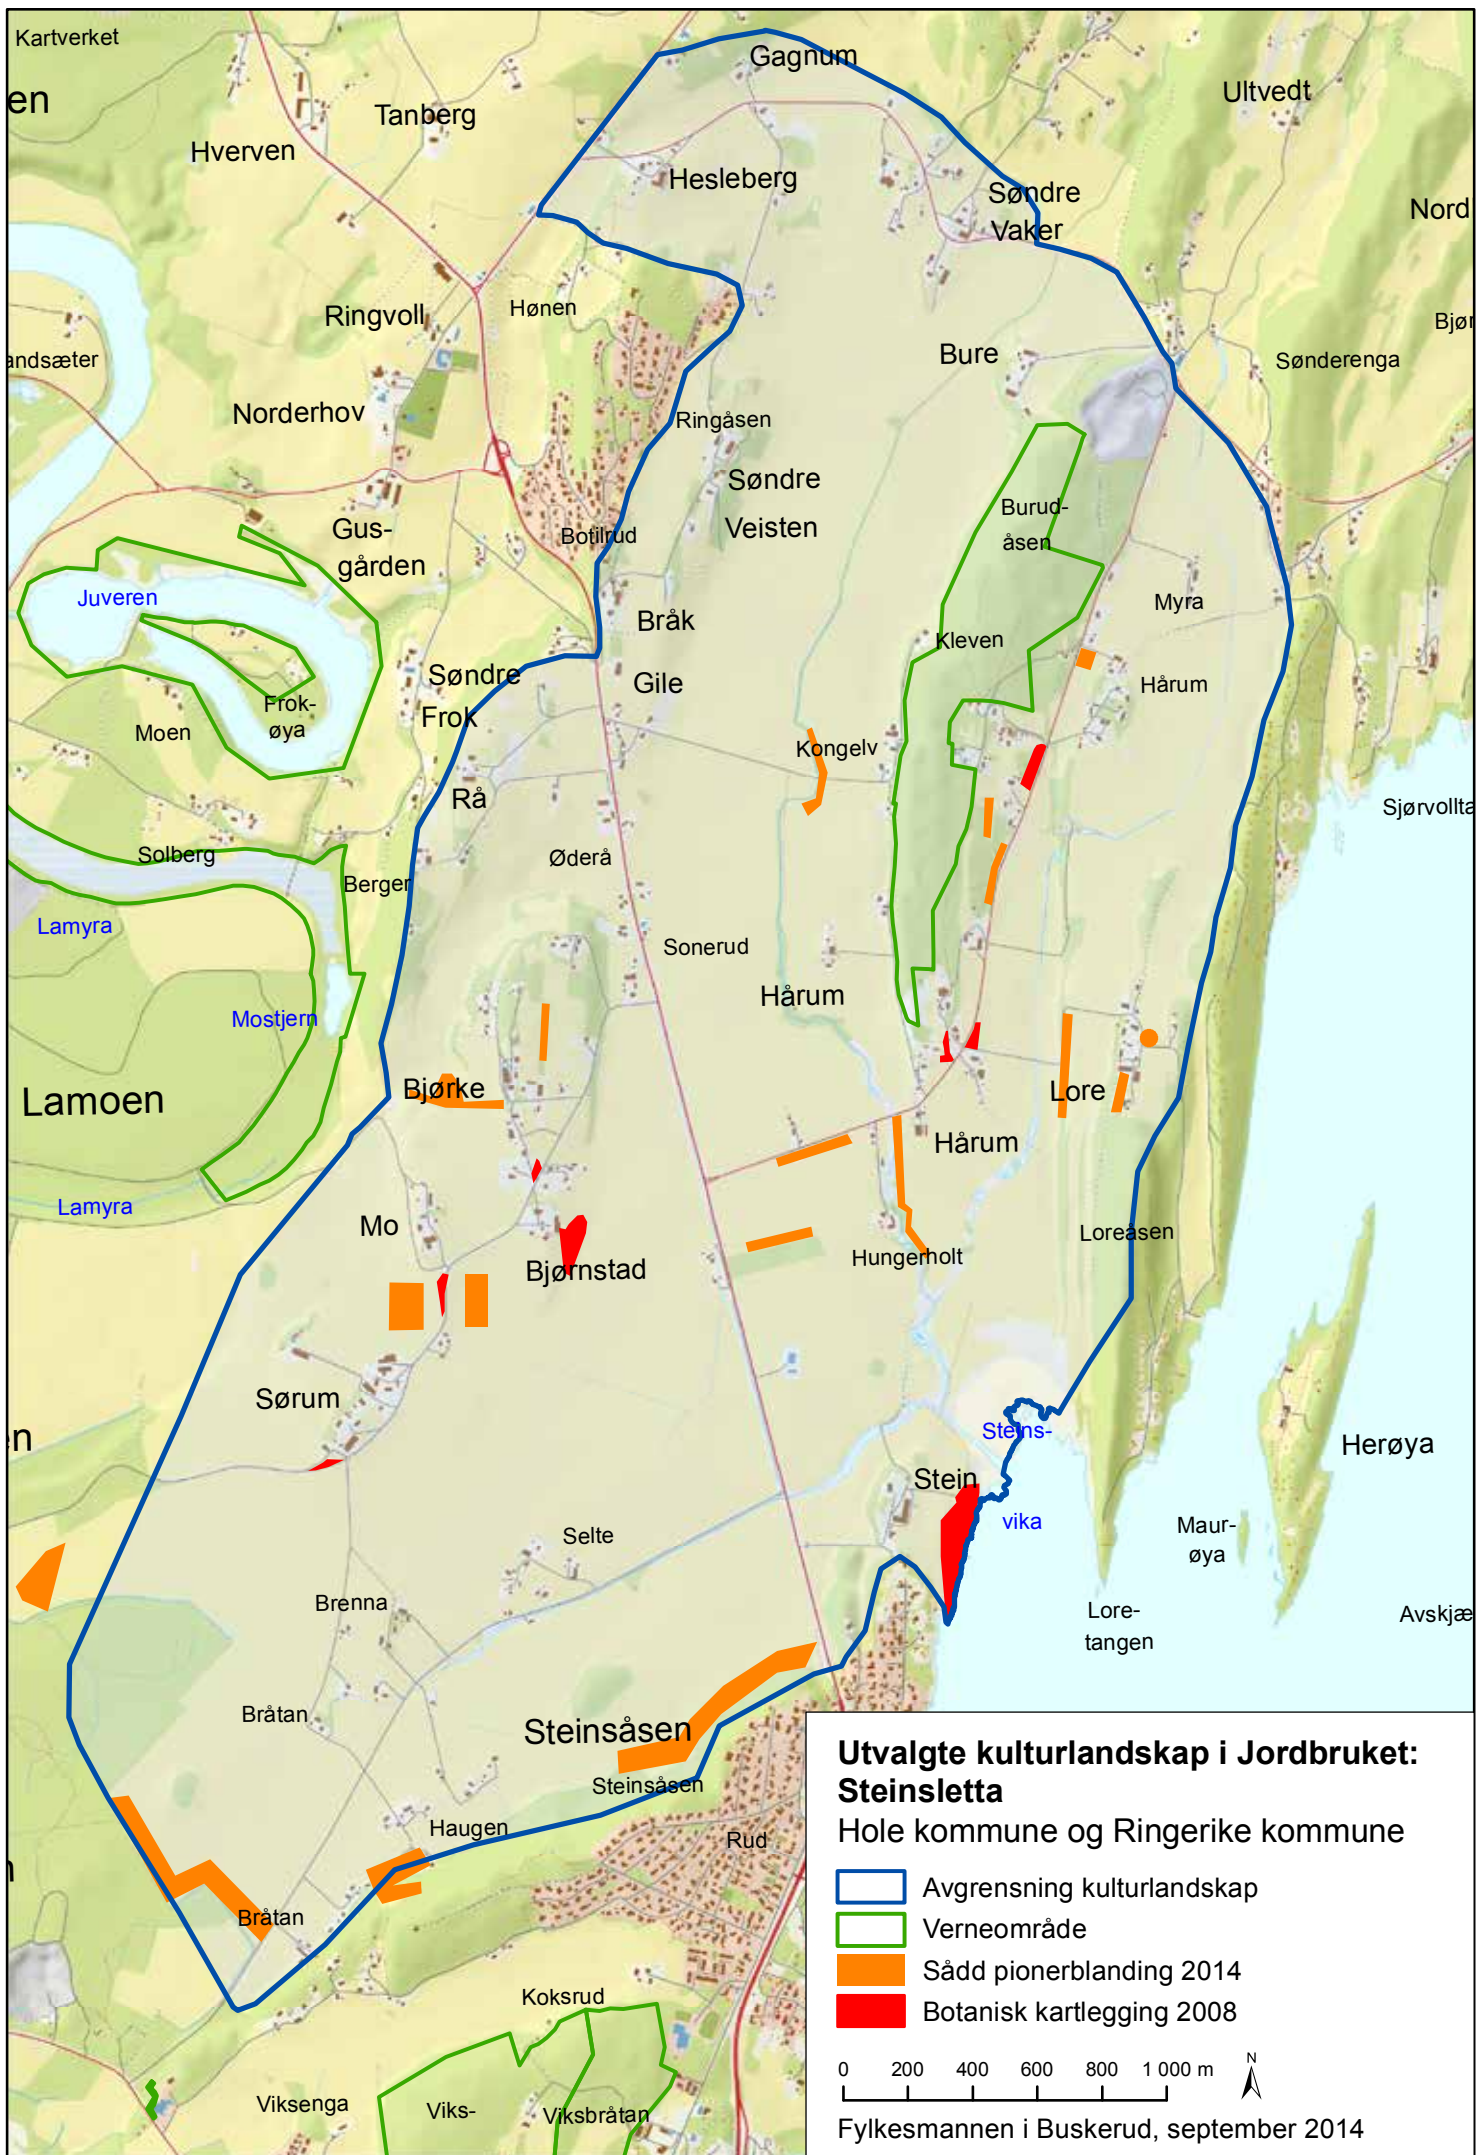 Kartverket
en
Tanberg
Hverven
Gagnum
Ultvedt
Hesleberg
Søndre
Vaker
Nord
Ringvoll
Hønen
Bjør
andsæter
Bure
Sønderenga
Norderhov
Ringåsen
Søndre
Veisten
Burud-
åsen
Gus-
gården
Botilrud
Juveren
Myra
Bråk
Kleven
Søndre
Frok
Gile
Hårum
Frok-
øya
Moen
Kongelv
Rå
Sjørvollta
Solberg
Øderå
Berger
Lamyra
Sonerud
Hårum
Mostjern
Lamoen
Bjørke
Lore
Hårum
Lamyra
Mo
Loreåsen
Hungerholt
Bjørnstad
Sørum
en
Steins-
vika
Herøya
Stein
Maur-
øya
Selte
Brenna
Lore-
tangen
Avskjæ
Bråtan
Steinsåsen
Steinsåsen
Haugen
Rud
Bråtan
Koksrud
Viksenga
Viks-
Viksbråtan
Utvalgte kulturlandskap i Jordbruket:
Steinsletta
Hole kommune og Ringerike kommune
Avgrensning kulturlandskap
Verneområde
Sådd pionerblanding 2014
Botanisk kartlegging 2008
0 200 400 600 800 1 000 m
N
Fylkesmannen i Buskerud, september 2014